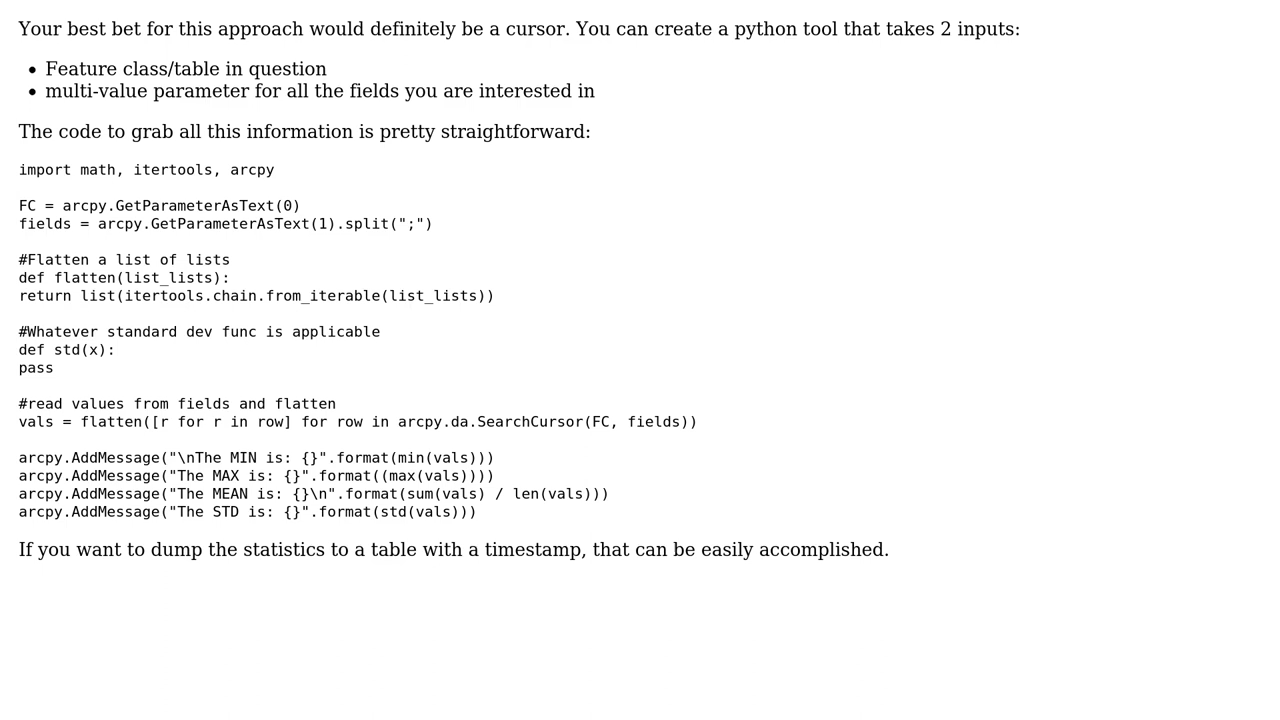 Your best bet for this approach would definitely be a cursor. You can create a python tool that takes 2 inputs:
• Feature class/table in question
• multi-value parameter for all the fields you are interested in
The code to grab all this information is pretty straightforward:
import math, itertools, arcpy
FC = arcpy.GetParameterAsText(0)
fields = arcpy.GetParameterAsText(1).split(";")
#Flatten a list of lists
def flatten(list_lists):
return list(itertools.chain.from_iterable(list_lists))
#Whatever standard dev func is applicable
def std(x):
pass
#read values from fields and flatten
vals = flatten([r for r in row] for row in arcpy.da.SearchCursor(FC, fields))
arcpy.AddMessage("\nThe MIN is: {}".format(min(vals)))
arcpy.AddMessage("The MAX is: {}".format((max(vals))))
arcpy.AddMessage("The MEAN is: {}\n".format(sum(vals) / len(vals)))
arcpy.AddMessage("The STD is: {}".format(std(vals)))
If you want to dump the statistics to a table with a timestamp, that can be easily accomplished.